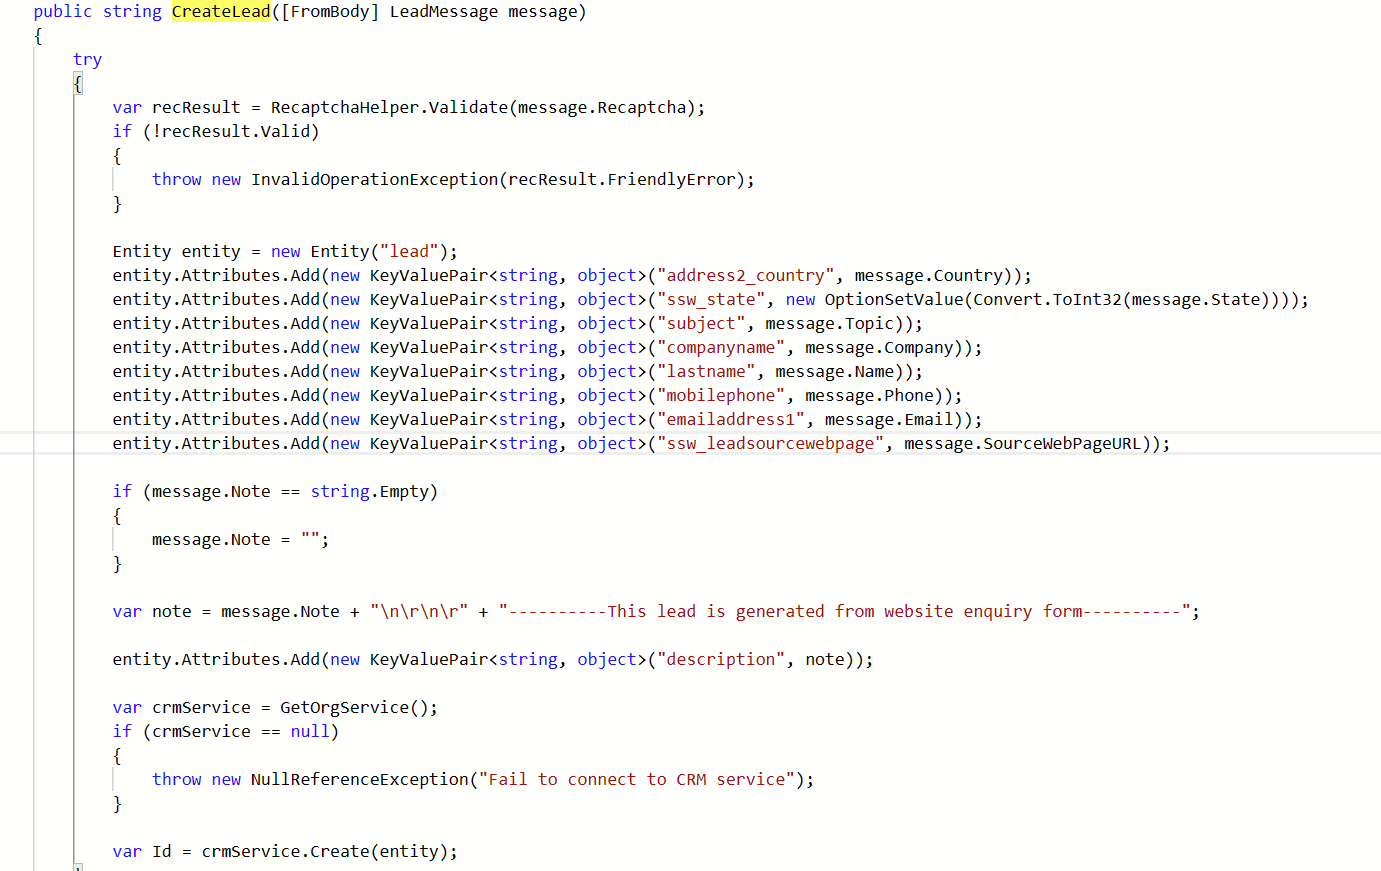 public string CreateLead([FromBody] LeadMessage message)
{
try
{
var recResult = RecaptchaHelper.Validate(message.Recaptcha);
if (!recResult.Valid)
{
throw new InvalidOperationException(recResult.FriendlyError);
}
Entity entity = new Entity("lead");
entity.Attributes.Add(new KeyValuePair<string, object>("address2_country", message.Country));
entity.Attributes.Add(new KeyValuePair<string, object>("ssw_state", new OptionSetValue(Convert.ToInt32(message.State))));
entity.Attributes.Add(new KeyValuePair<string, object>("subject", message.Topic));
entity.Attributes.Add(new KeyValuePair<string, object>("companyname", message.Company));
entity.Attributes.Add(new KeyValuePair<string, object>("lastname", message.Name));
entity.Attributes.Add(new KeyValuePair<string, object>("mobilephone", message.Phone));
entity.Attributes.Add(new KeyValuePair<string, object>("emailaddress1", message.Email));
entity.Attributes.Add(new KeyValuePair<string, object>("ssw_leadsourcewebpage", message.SourceWebPageURL));
if (message.Note == string.Empty)
{
message.Note = "";
}
var note = message.Note + "\n\r\n\r" + "----------This lead is generated from website enquiry form----------";
entity.Attributes.Add(new KeyValuePair<string, object>("description", note));
var crmService = GetOrgService();
if (crmService == null)
{
throw new NullReferenceException("Fail to connect to CRM service");
}
var Id = crmService.Create(entity);